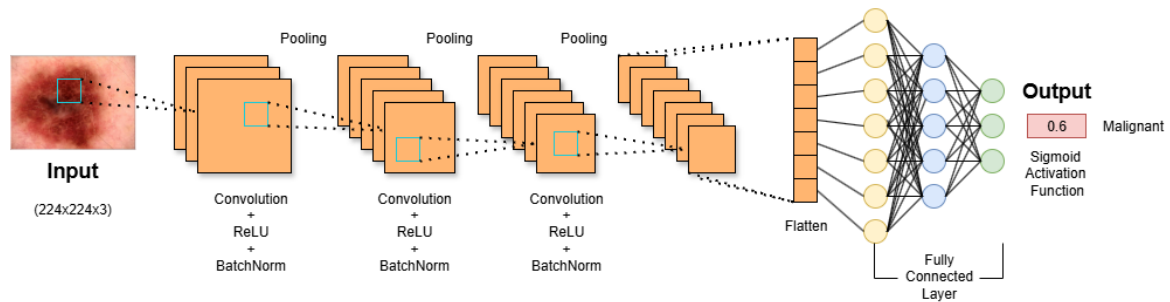 Pooling
Pooling
Pooling
Input
(224x224x3)
Convolution
+
ReLU
+
BatchNorm
Convolution
+
ReLU
+
BatchNorm
Convolution
+
ReLU
+
BatchNorm
Flatten
Fully
Connected
Layer
Output
0.6
Malignant
Sigmoid
Activation
Function